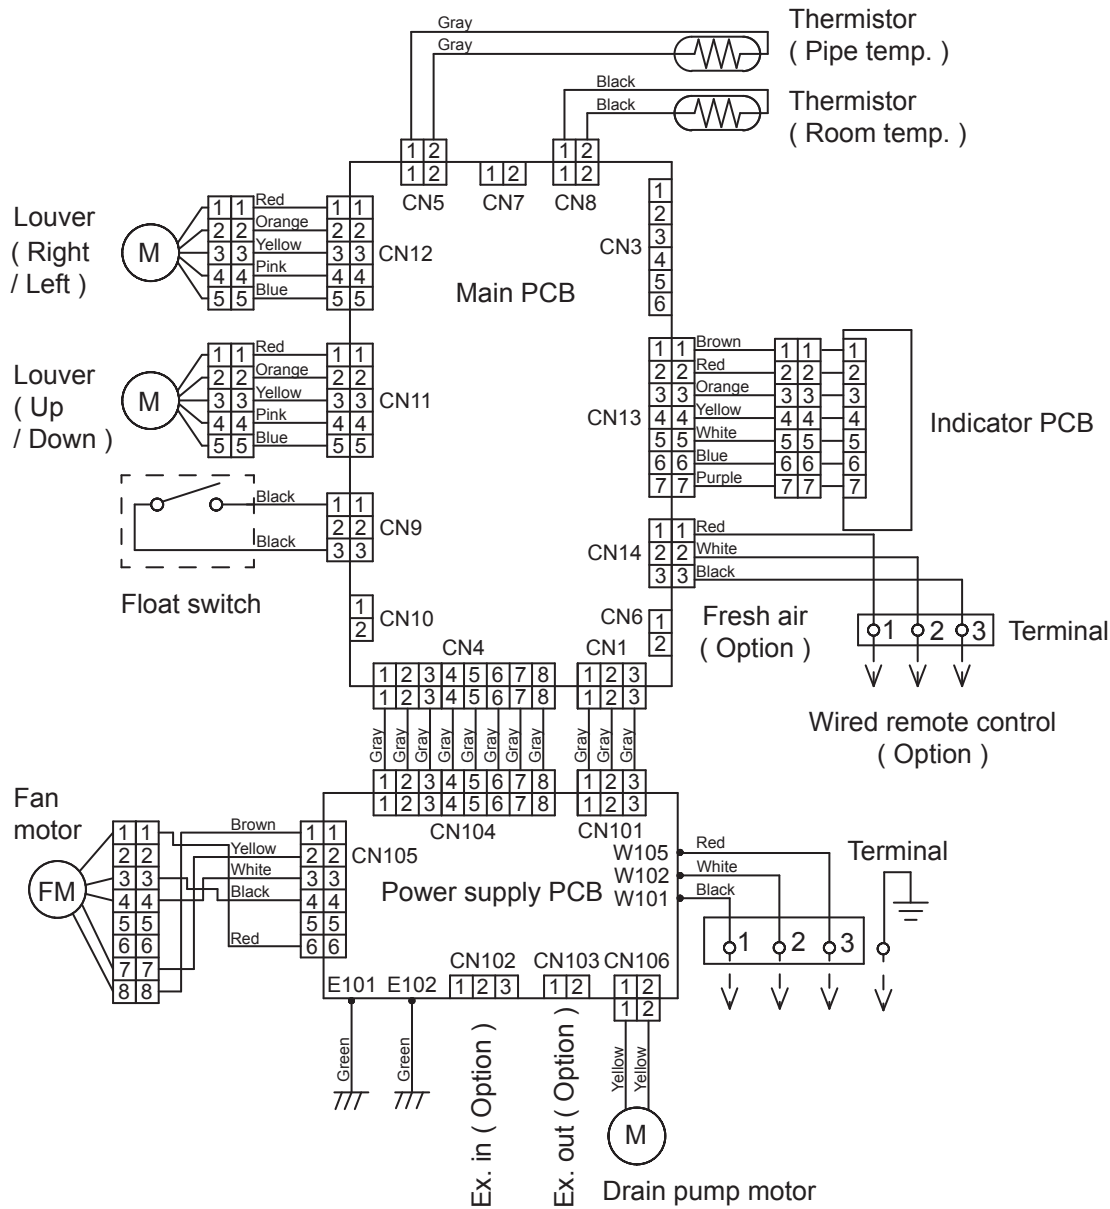 Gray
Gray
Thermistor
( Pipe temp. )
Black
Black
Thermistor
( Room temp. )
1 2
1 2
CN5
1 2
CN7
1 2
1 2
CN8
1
2
3
4
5
6
CN3
Louver
( Right
/ Left )
M
1 1 Red 1 1
2 2 Orange 2 2
3 3 Yellow 3 3
4 4 Pink 4 4
5 5 Blue 5 5
CN12
Main PCB
Louver
( Up
/ Down )
M
1 1 Red 1 1
2 2 Orange 2 2
3 3 Yellow 3 3
4 4 Pink 4 4
5 5 Blue 5 5
CN11
CN13
1 1 Brown 1 1 1
2 2 Red 2 2 2
3 3 Orange 3 3 3
4 4 Yellow 4 4 4
5 5 White 5 5 5
6 6 Blue 6 6 6
7 7 Purple 7 7 7
Indicator PCB
Black 1 1
2 2
Black 3 3
CN9
Float switch
CN14
1 1 Red
2 2 White
3 3 Black
1 2 3 Terminal
Wired remote control
( Option )
1
2
CN10
CN6
1
2
Fresh air
( Option )
CN4
1 2 3 4 5 6 7 8
1 2 3 4 5 6 7 8
Gray Gray Gray Gray Gray Gray Gray Gray
1 2 3 4 5 6 7 8
1 2 3 4 5 6 7 8
CN104
CN1
1 2 3
1 2 3
Gray Gray Gray
1 2 3
1 2 3
CN101
Fan
motor
FM
1 1
2 2
3 3
4 4
5 5
6 6
7 7
8 8
Brown 1 1
Yellow 2 2
White 3 3
Black 4 4
5 5
Red 6 6
CN105
Power supply PCB
W105 Red
W102 White
W101 Black
Terminal
1 2 3
E101
E102
Green
Green
CN102
1 2 3
Ex. in ( Option )
CN103
1 2
Ex. out ( Option )
CN106
1 2
1 2
Yellow
Yellow
M
Drain pump motor